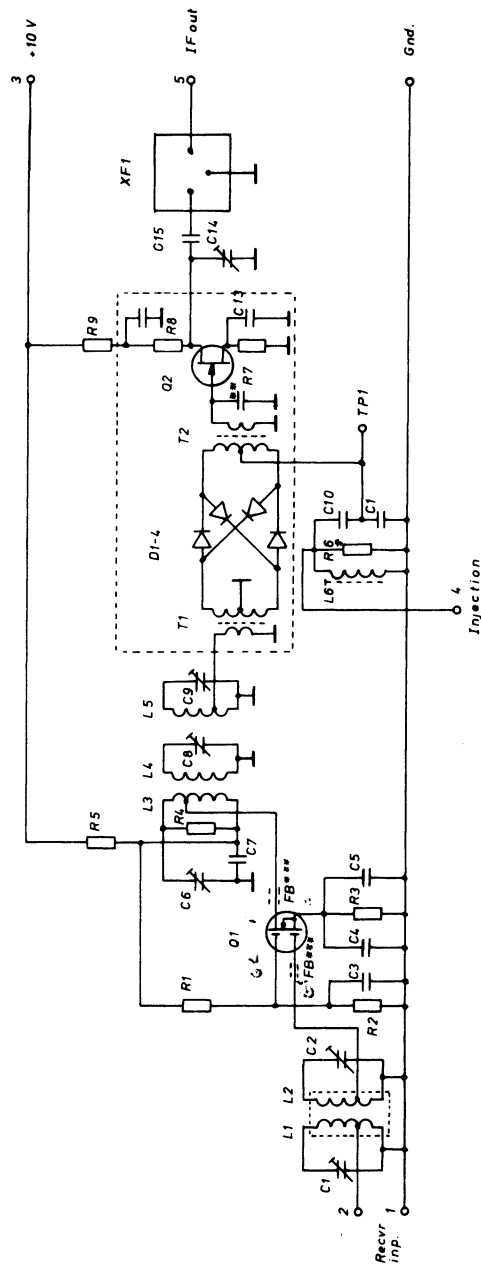 3
+10 V
IF out
5
Gnd.
XF1
C15
C14
R9
R8
C13
Q2
R7
**
T2
TP1
D1-4
C10
C1
R6
L6
4
Injection
T1
L5
C9
L4
C8
L3
R4
C7
C6
R5
Q1
FB***
C5
R3
C4
C3
R2
R1
FB***
C2
L2
L1
C1
2
1
Recvr
inp.